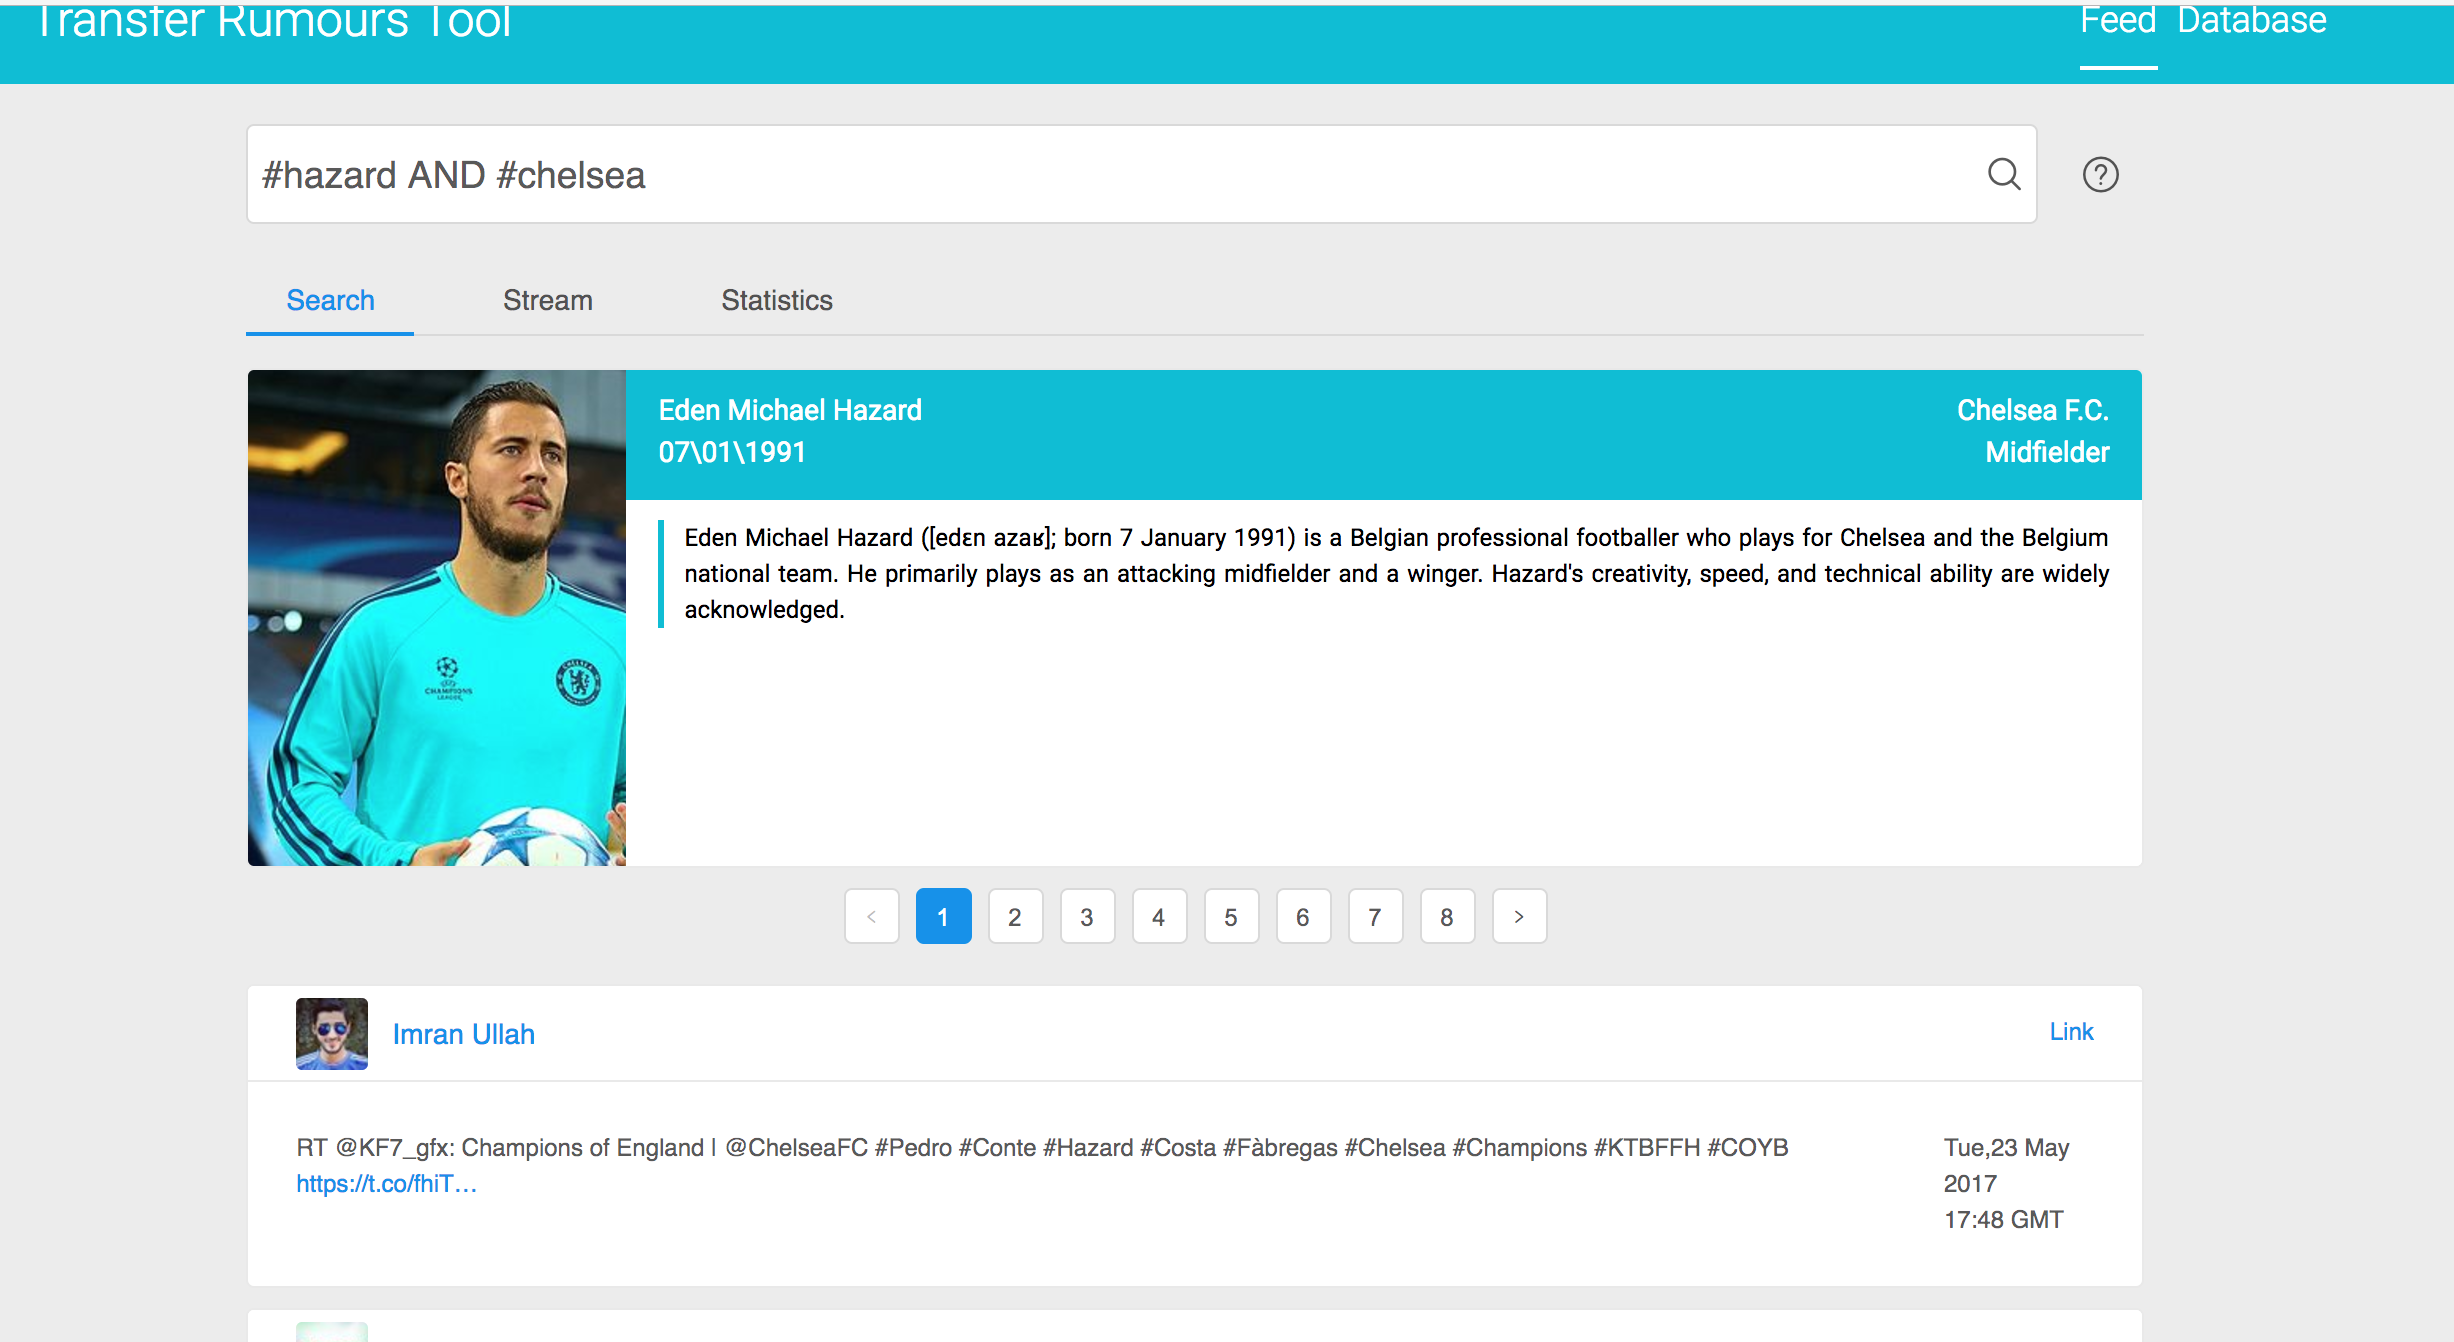 Transfer Rumours Tool
Feed Database
#hazard AND #chelsea
?
Search Stream Statistics
Eden Michael Hazard
07\01\1991
Chelsea F.C.
Midfielder
Eden Michael Hazard ([edɛn azaʁ]; born 7 January 1991) is a Belgian professional footballer who plays for Chelsea and the Belgium
national team. He primarily plays as an attacking midfielder and a winger. Hazard's creativity, speed, and technical ability are widely
acknowledged.
CHAMPIONS
LEAGUE
CHELSEA
< 1 2 3 4 5 6 7 8 >
Imran Ullah
Link
RT @KF7_gfx: Champions of England | @ChelseaFC #Pedro #Conte #Hazard #Costa #Fàbregas #Chelsea #Champions #KTBFFH #COYB
https://t.co/fhiT…
Tue,23 May
2017
17:48 GMT